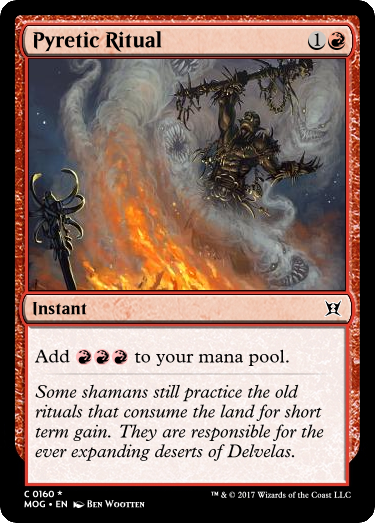 Pyretic Ritual 1
Instant
Add to your mana pool.
Some shamans still practice the old
rituals that consume the land for short
term gain. They are responsible for the
ever expanding deserts of Delvelas.
C 0160 *
MOG • EN Ben Wootten
™ & © 2017 Wizards of the Coast LLC